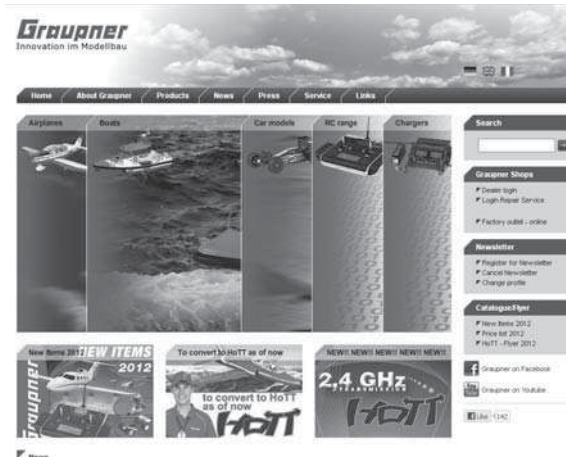 Graupner
Innovation im Modellbau
Home About Graupner Products News Press Service Links
Airplanes Boats Car models RC range Chargers
Search
Graupner Shops
Dealer login
Login Repair Service
Factory outlet - online
Newsletter
Register for Newsletter
Cancel Newsletter
Change profile
Catalogue/Flyer
New Items 2012
Price list 2012
HoTT - Flyer 2012
Graupner on Facebook
Graupner on Youtube
Like 142
New Items 2012
NEW ITEMS
2012
Graupner
To convert to HoTT as of now
to convert to HoTT
as of now
HoTT
NEW!! NEW!! NEW!! NEW!! NEW!!
2,4 GHz
HoTT
News